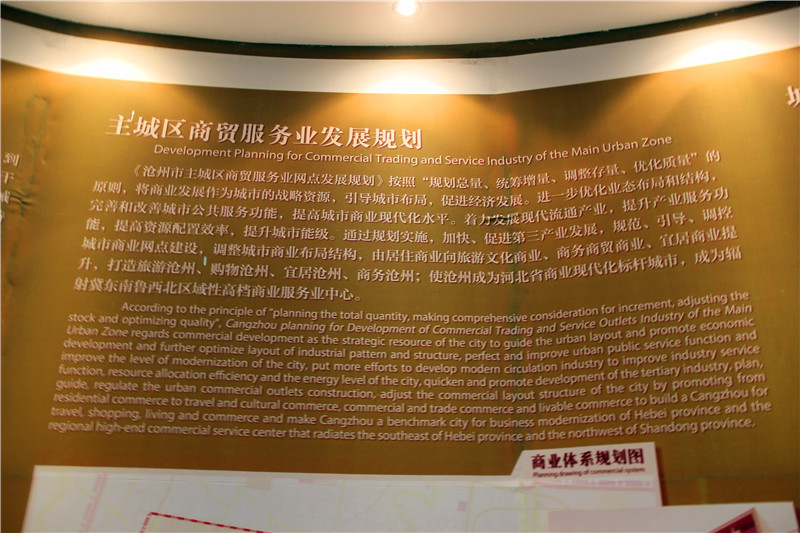 主城区商贸服务业发展规划
Development Planning for Commercial Trading and Service Industry of the Main Urban Zone
《沧州市主城区商贸服务业网点发展规划》按照“规划总量、统筹增量、调整存量、优化质量”的
原则，将商业发展作为城市的战略资源，引导城市布局，促进经济发展。进一步优化业态布局和结构，
完善和改善城市公共服务功能，提高城市商业现代化水平。着力发展现代流通产业，提升产业服务功
能，提高资源配置效率，提升城市能级。通过规划实施，加快、促进第三产业发展，规范、引导、调控
城市商业网点建设，调整城市商业布局结构，由居住商业向旅游文化商业、商务商贸商业、宜居商业提
升，打造旅游沧州、购物沧州、宜居沧州、商务沧州；使沧州成为河北省商业现代化标杆城市，成为辐
射冀东南鲁西北区域性高档商业服务业中心。
According to the principle of "planning the total quantity, making comprehensive consideration for increment, adjusting the
stock and optimizing quality", Cangzhou planning for Development of Commercial Trading and Service Outlets Industry of the Main
Urban Zone regards commercial development as the strategic resource of the city to guide the urban layout and promote economic
development and further optimize layout of industrial pattern and structure, perfect and improve urban public service function and
improve the level of modernization of the city, put more efforts to develop modern circulation industry to improve industry service
function, resource allocation efficiency and the energy level of the city, quicken and promote development of the tertiary industry, plan,
guide, regulate the urban commercial outlets construction, adjust the commercial layout structure of the city by promoting from
residential commerce to travel and cultural commerce, commercial and trade commerce and livable commerce to build a Cangzhou for
travel, shopping, living and commerce and make Cangzhou a benchmark city for business modernization of Hebei province and the
regional high-end commercial service center that radiates the southeast of Hebei province and the northwest of Shandong province.
商业体系规划图
Planning drawing of commercial system
到
干